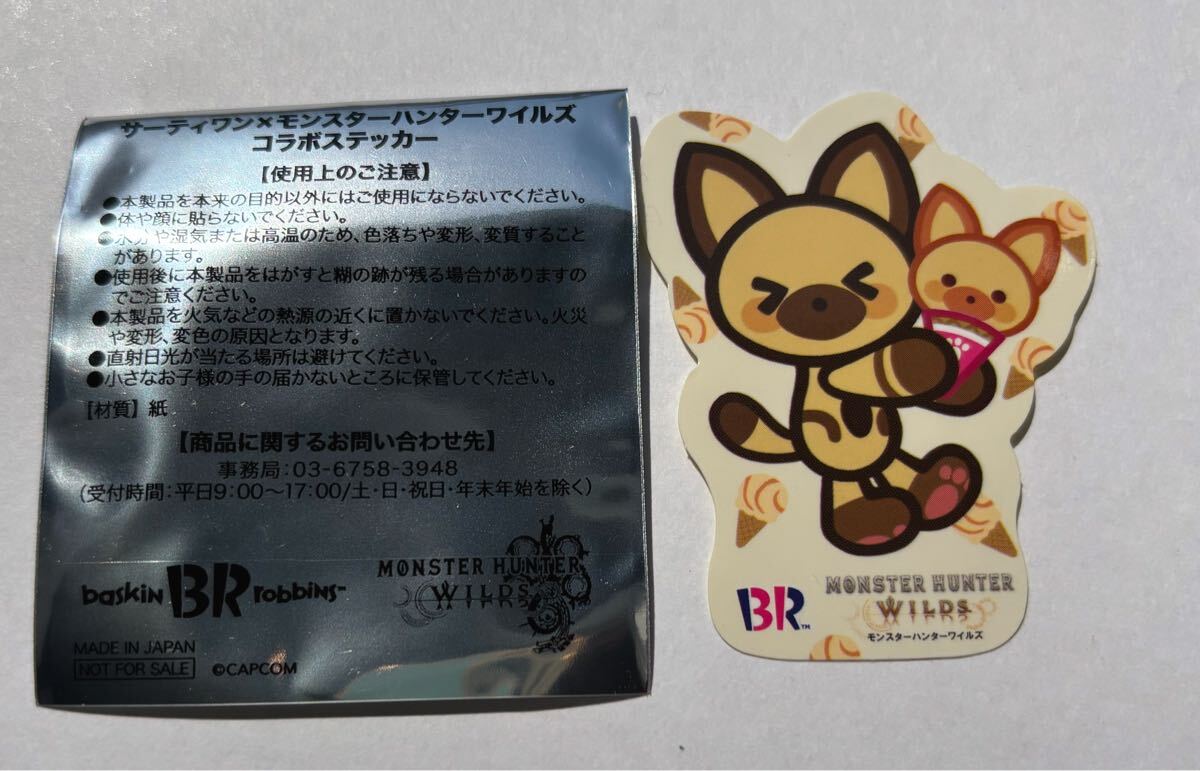 サーティワン×モンスターハンターワイルズ
コラボステッカー
【使用上のご注意】
●本製品を本来の目的以外にはご使用にならないでください。
●体や顔に貼らないでください。
●水分や湿気または高温のため、色落ちや変形、変質すること
があります。
●使用後に本製品をはがすと糊の跡が残る場合がありますの
でご注意ください。
●本製品を火気などの熱源の近くに置かないでください。火災
や変形、変色の原因となります。
●直射日光が当たる場所は避けてください。
●小さなお子様の手の届かないところに保管してください。
【材質】紙
【商品に関するお問い合わせ先】
事務局:03-6758-3948
(受付時間:平日9:00〜17:00/土・日・祝日・年末年始を除く)
baskin BR robbins™
MONSTER HUNTER
WILDS
MADE IN JAPAN
NOT FOR SALE ©CAPCOM
BR™
MONSTER HUNTER
WILDS
モンスターハンターワイルズ